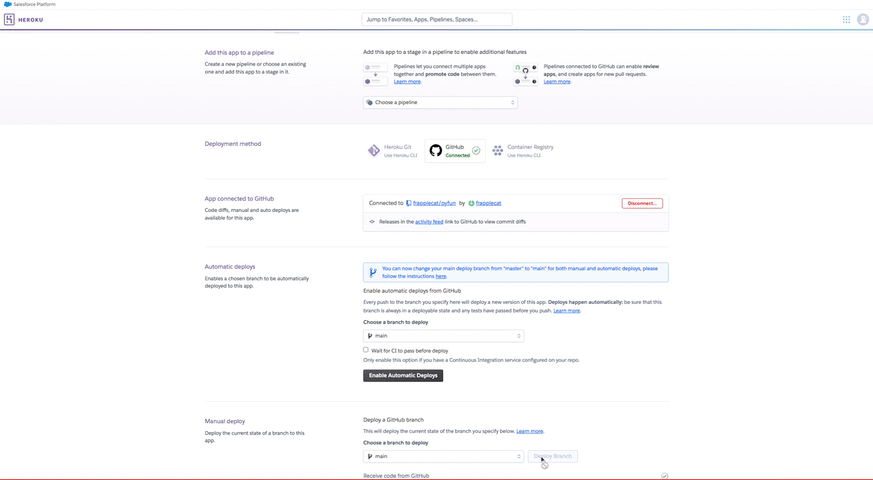 Salesforce Platform
HEROKU
Jump to Favorites, Apps, Pipelines, Spaces...
Add this app to a pipeline
Create a new pipeline or choose an existing
one and add this app to a stage in it.
Add this app to a stage in a pipeline to enable additional features
Pipelines let you connect multiple apps
together and promote code between them.
Learn more.
Pipelines connected to GitHub can enable review
apps, and create apps for new pull requests.
Learn more.
Choose a pipeline
Deployment method
Heroku Git
Use Heroku CLI
GitHub
Connected
Container Registry
Use Heroku CLI
App connected to GitHub
Code diffs, manual and auto deploys are
available for this app.
Connected to frapplecat/pyfun by frapplecat
Disconnect...
Releases in the activity feed link to GitHub to view commit diffs
Automatic deploys
Enables a chosen branch to be automatically
deployed to this app.
You can now change your main deploy branch from "master" to "main" for both manual and automatic deploys, please
follow the instructions here.
Enable automatic deploys from GitHub
Every push to the branch you specify here will deploy a new version of this app. Deploys happen automatically: be sure that this
branch is always in a deployable state and any tests have passed before you push. Learn more.
Choose a branch to deploy
main
Wait for CI to pass before deploy
Only enable this option if you have a Continuous Integration service configured on your repo.
Enable Automatic Deploys
Manual deploy
Deploy the current state of a branch to this
app.
Deploy a GitHub branch
This will deploy the current state of the branch you specify below. Learn more.
Choose a branch to deploy
main
Deploy Branch
Receive code from GitHub